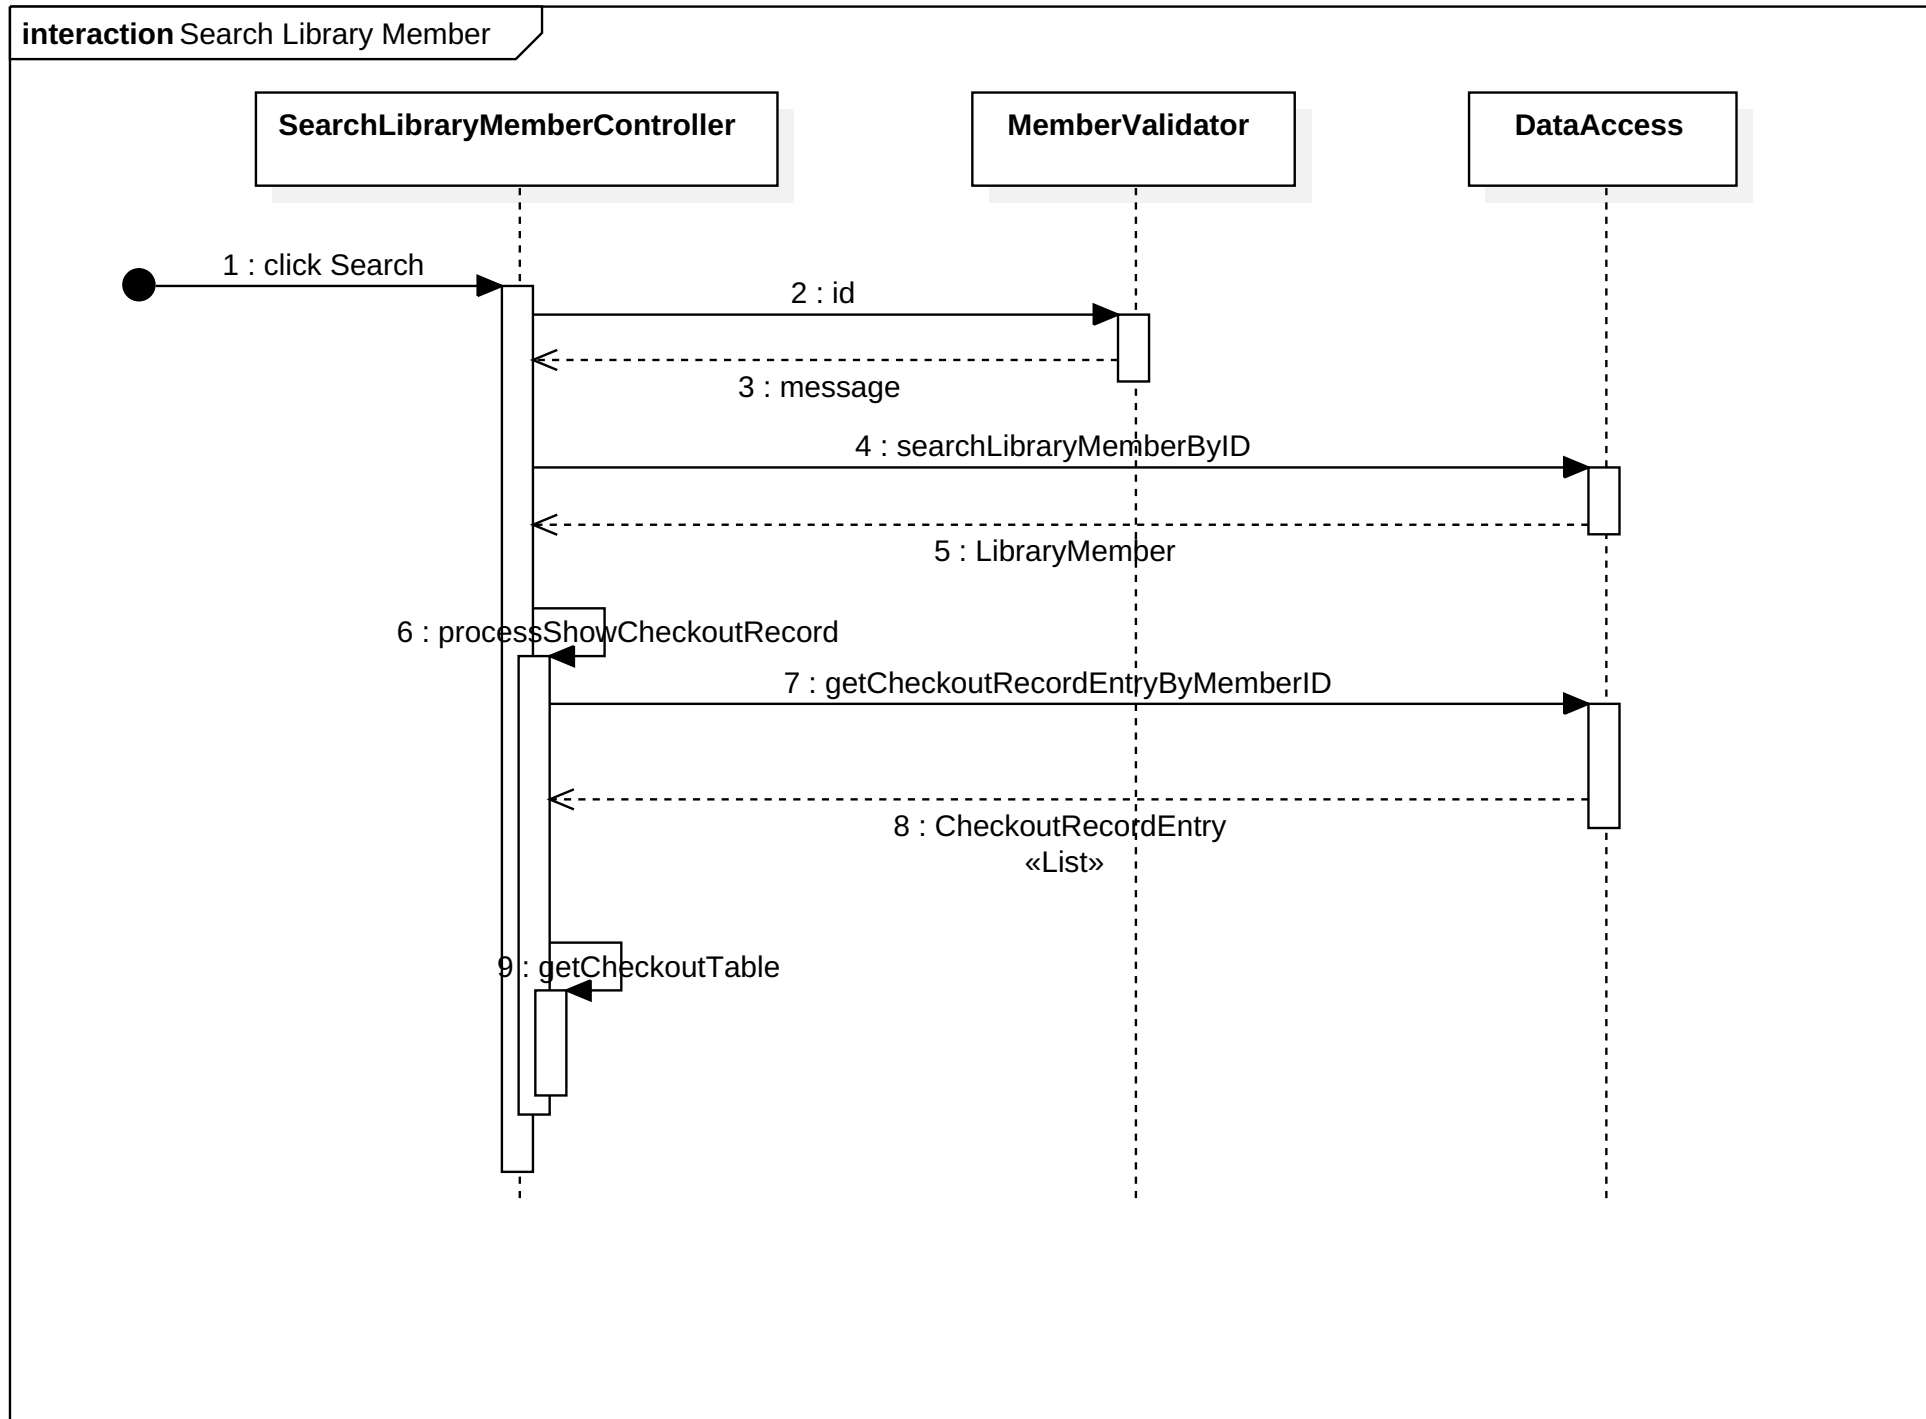 interaction Search Library Member
SearchLibraryMemberController
MemberValidator
DataAccess
1 : click Search
2 : id
3 : message
4 : searchLibraryMemberByID
5 : LibraryMember
6 : processShowCheckoutRecord
7 : getCheckoutRecordEntryByMemberID
8 : CheckoutRecordEntry
«List»
9 : getCheckoutTable